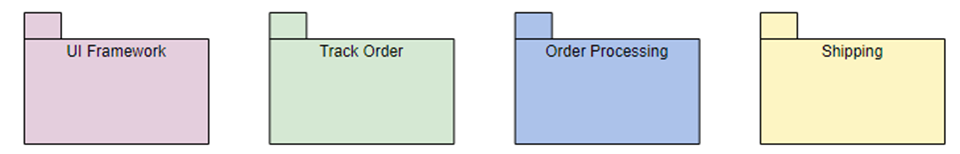 UI Framework
Track Order
Order Processing
Shipping